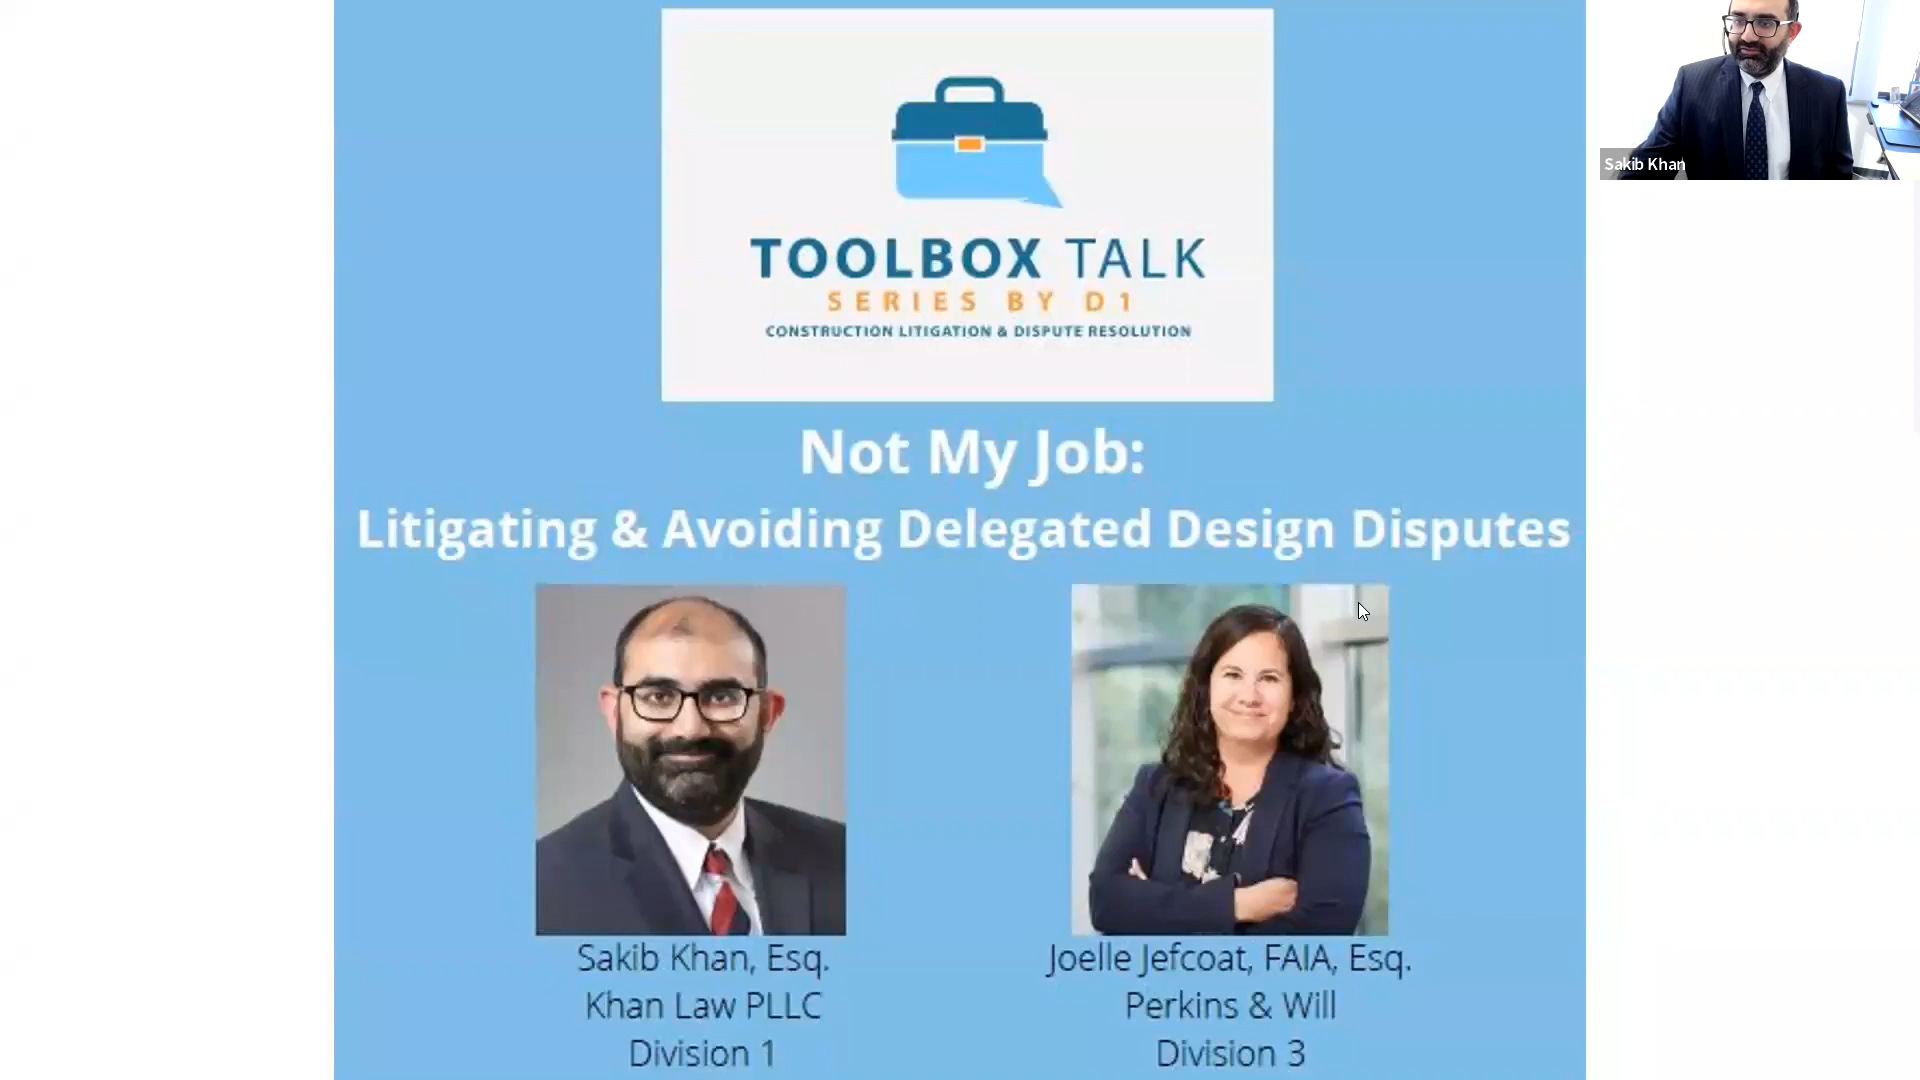 TOOLBOX TALK
SERIES BY D1
CONSTRUCTION LITIGATION & DISPUTE RESOLUTION
Not My Job:
Litigating & Avoiding Delegated Design Disputes
Sakib Khan, Esq.
Khan Law PLLC
Division 1
Joelle Jefcoat, FAIA, Esq.
Perkins & Will
Division 3
Sakib Khan